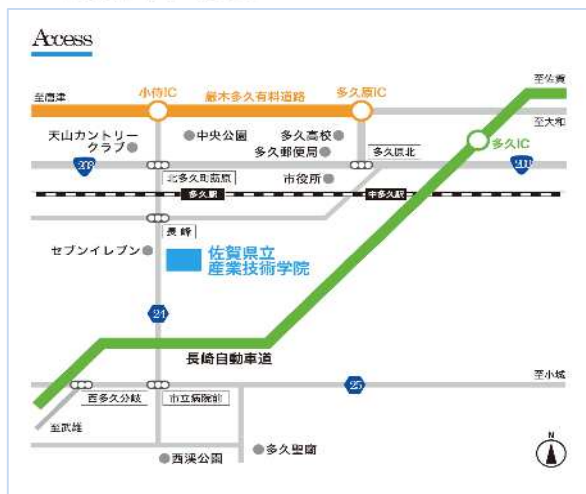 Access
至佐賀
小侍IC
厳木多久有料道路
多久原IC
至唐津
至大和
天山カントリー
クラブ
中央公園
多久高校
多久郵便局
多久原北
多久IC
203
203
北多久町莇原
市役所
多久駅
中多久駅
長峰
セブンイレブン
佐賀県立
産業技術学院
24
長崎自動車道
至小城
25
西多久分岐
市立病院前
至武雄
西渓公園
多久聖廟
N